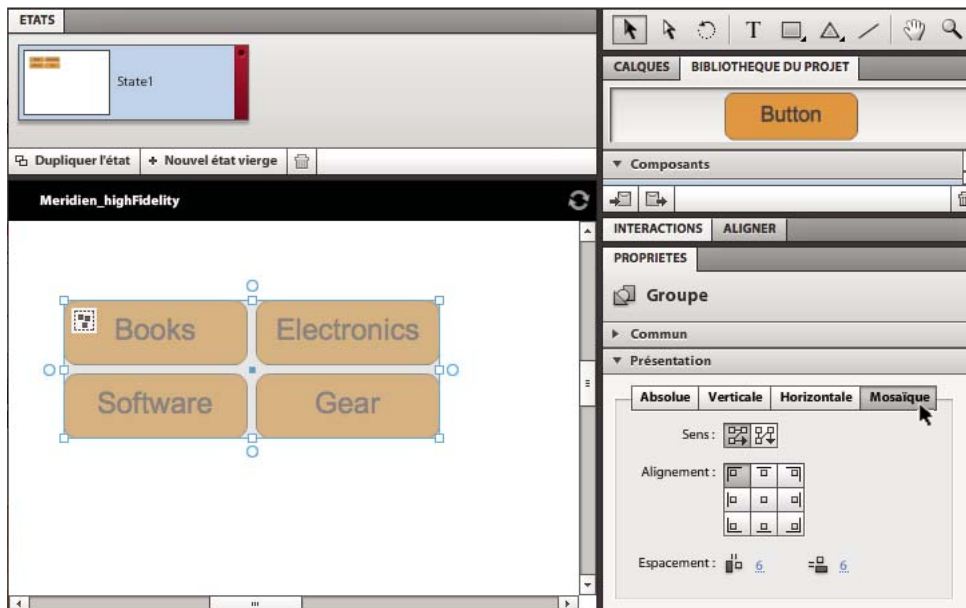 ETATS
State1
Dupliquer l'état
Nouvel état vierge
Meridien_highFidelity
Books
Electronics
Software
Gear
T
CALQUES
BIBLIOTHEQUE DU PROJET
Button
Composants
INTERACTIONS
ALIGNER
PROPRIETES
Groupe
Commun
Présentation
Absolue
Verticale
Horizontale
Mosaïque
Sens :
Alignement :
Espacement : 6 6